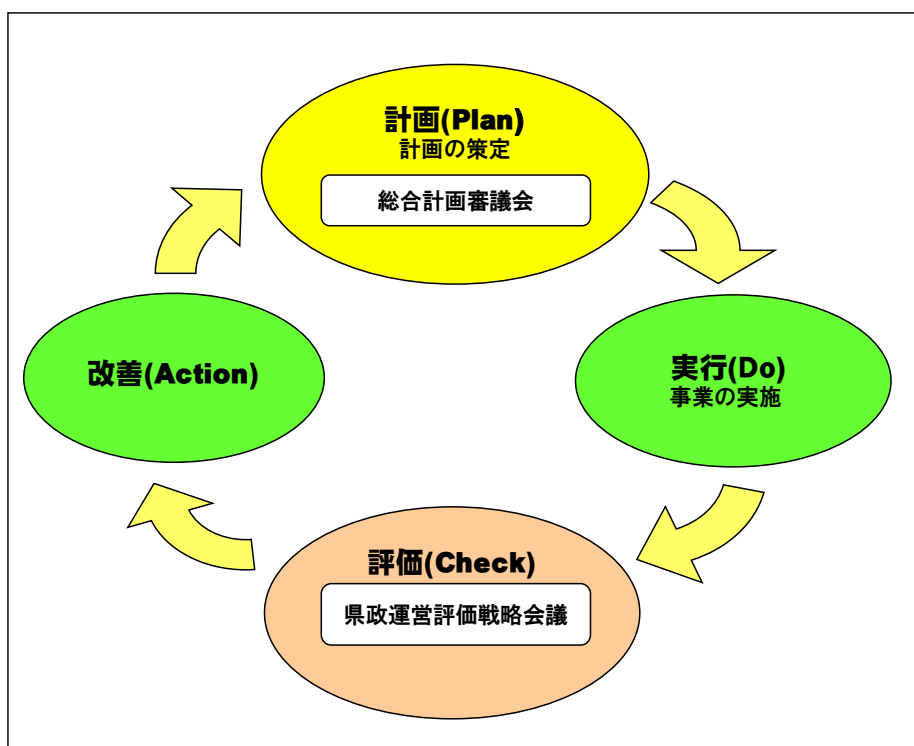 計画(Plan)
計画の策定
総合計画審議会
実行(Do)
事業の実施
評価(Check)
県政運営評価戦略会議
改善(Action)